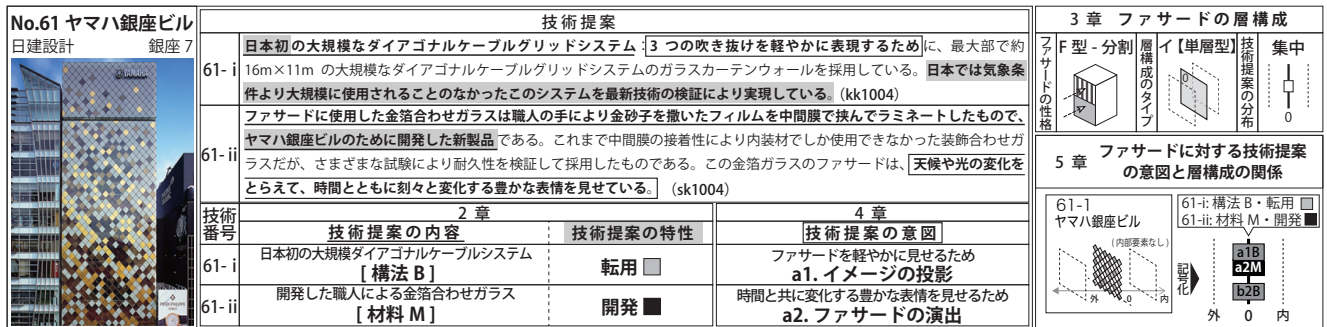 No.61 ヤマハ銀座ビル
日建設計 銀座 7
YAMAHA
技術提案
61- i
日本初の大規模なダイアゴナルケーブルグリッドシステム：3 つの吹き抜けを軽やかに表現するために、最大部で約
16m×11m の大規模なダイアゴナルケーブルグリッドシステムのガラスカーテンウォールを採用している。日本では気象条
件より大規模に使用されることのなかったこのシステムを最新技術の検証により実現している。(kk1004)
61- ii
ファサードに使用した金箔合わせガラスは職人の手により金砂子を撒いたフィルムを中間膜で挟んでラミネートしたもので、
ヤマハ銀座ビルのために開発した新製品である。これまで中間膜の接着性により内装材でしか使用できなかった装飾合わせガ
ラスだが、さまざまな試験により耐久性を検証して採用したものである。この金箔ガラスのファサードは、天候や光の変化を
とらえて、時間とともに刻々と変化する豊かな表情を見せている。(sk1004)
技術
番号
2 章
技術提案の内容 技術提案の特性
4 章
技術提案の意図
61- i
日本初の大規模ダイアゴナルケーブルシステム
[ 構法 B ]
転用
ファサードを軽やかに見せるため
a1. イメージの投影
61- ii
開発した職人による金箔合わせガラス
[ 材料 M ]
開発
時間と共に変化する豊かな表情を見せるため
a2. ファサードの演出
3 章 ファサードの層構成
ファサードの性格
F 型 - 分割
層構成のタイプ
イ【単層型】
0
技術提案の分布
集中
0
5 章 ファサードに対する技術提案
の意図と層構成の関係
61-1
ヤマハ銀座ビル
(内部要素なし)
外 0 内
記号化
61-i: 構法 B・転用
61-ii: 材料 M・開発
a1B
a2M
b2B
外 0 内